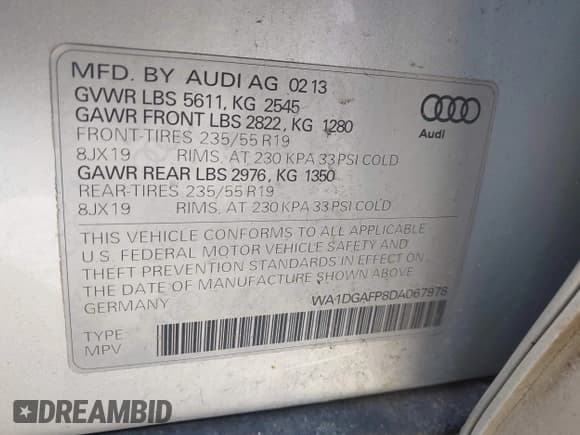 MFD. BY AUDI AG 02 13
GVWR LBS 5611, KG 2545
GAWR FRONT LBS 2822, KG 1280
FRONT-TIRES 235/55 R19
8JX19 RIMS, AT 230 KPA 33 PSI COLD
GAWR REAR LBS 2976, KG 1350
REAR-TIRES 235/55 R19
8JX19 RIMS, AT 230 KPA 33 PSI COLD
Audi
THIS VEHICLE CONFORMS TO ALL APPLICABLE
U.S. FEDERAL MOTOR VEHICLE SAFETY AND
THEFT PREVENTION STANDARDS IN EFFECT ON
THE DATE OF MANUFACTURE SHOWN ABOVE.
GERMANY WA1DGAFP8DA067978
TYPE
MPV
DREAMBID